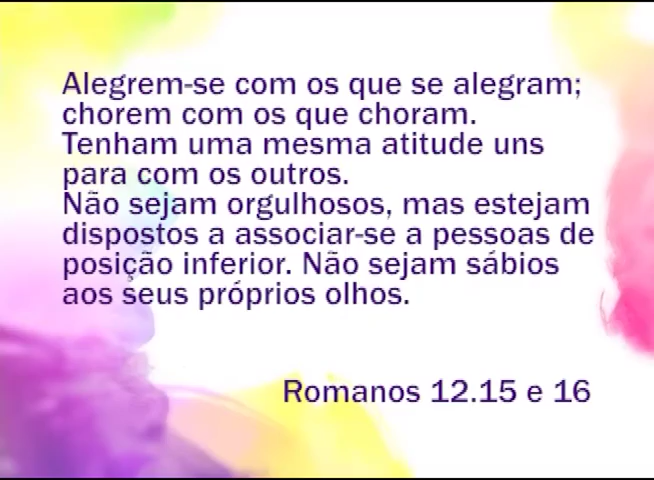 Alegrem-se com os que se alegram;
chorem com os que choram.
Tenham uma mesma atitude uns
para com os outros.
Não sejam orgulhosos, mas estejam
dispostos a associar-se a pessoas de
posição inferior. Não sejam sábios
aos seus próprios olhos.
Romanos 12.15 e 16